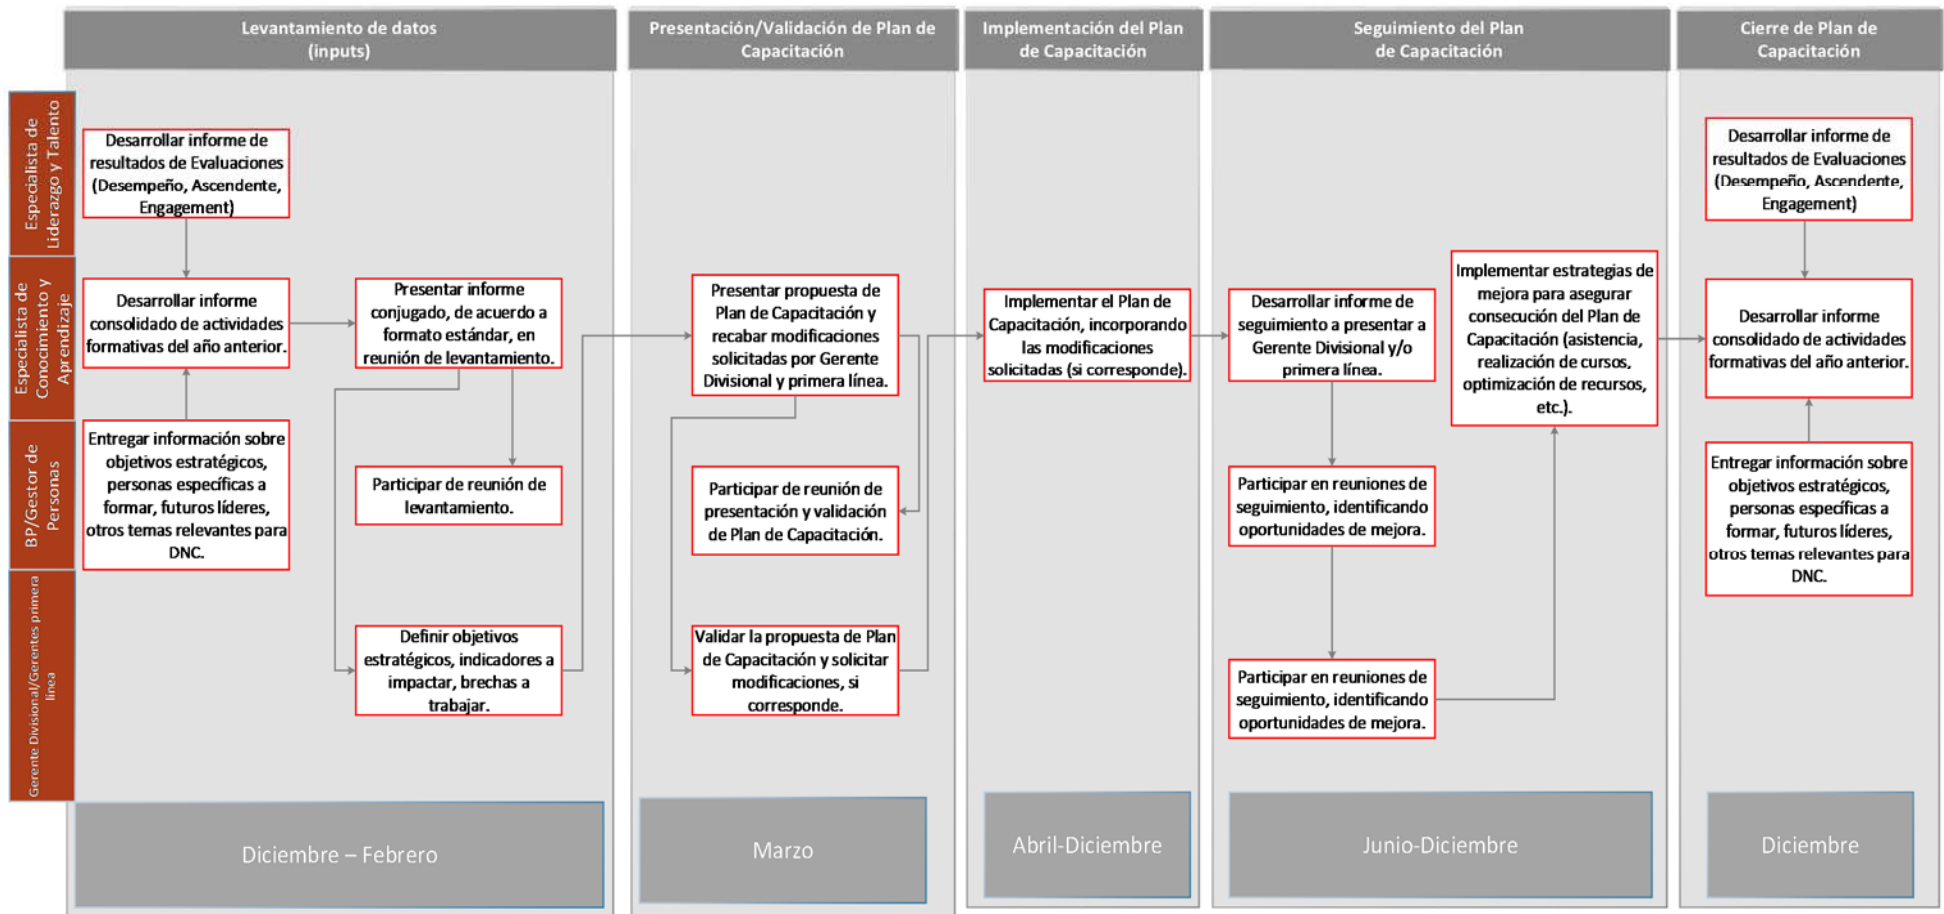 Levantamiento de datos
(inputs)
Presentación/Validación de Plan de
Capacitación
Implementación del Plan
de Capacitación
Seguimiento del Plan
de Capacitación
Cierre de Plan de
Capacitación
Especialista de
Liderazgo y Talento
Desarrollar informe de
resultados de Evaluaciones
(Desempeño, Ascendente,
Engagement)
Desarrollar informe de
resultados de Evaluaciones
(Desempeño, Ascendente,
Engagement)
Especialista de
Conocimiento y
Aprendizaje
Desarrollar informe
consolidado de actividades
formativas del año anterior.
Presentar informe
conjugado, de acuerdo a
formato estándar, en
reunión de levantamiento.
Presentar propuesta de
Plan de Capacitación y
recabar modificaciones
solicitadas por Gerente
Divisional y primera línea.
Implementar el Plan de
Capacitación, incorporando
las modificaciones
solicitadas (si corresponde).
Desarrollar informe de
seguimiento a presentar a
Gerente Divisional y/o
primera línea.
Implementar estrategias de
mejora para asegurar
consecución del Plan de
Capacitación (asistencia,
realización de cursos,
optimización de recursos,
etc.).
Desarrollar informe
consolidado de actividades
formativas del año anterior.
BP/Gestor de
Personas
Entregar información sobre
objetivos estratégicos,
personas específicas a
formar, futuros líderes,
otros temas relevantes para
DNC.
Participar de reunión de
levantamiento.
Participar de reunión de
presentación y validación
de Plan de Capacitación.
Participar en reuniones de
seguimiento, identificando
oportunidades de mejora.
Entregar información sobre
objetivos estratégicos,
personas específicas a
formar, futuros líderes,
otros temas relevantes para
DNC.
Gerente Divisional/Gerentes primera
línea
Definir objetivos
estratégicos, indicadores a
impactar, brechas a
trabajar.
Validar la propuesta de Plan
de Capacitación y solicitar
modificaciones, si
corresponde.
Participar en reuniones de
seguimiento, identificando
oportunidades de mejora.
Diciembre – Febrero
Marzo
Abril-Diciembre
Junio-Diciembre
Diciembre